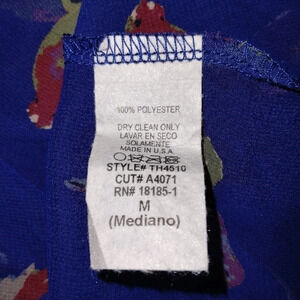 100% POLYESTER
DRY CLEAN ONLY
LAVAR EN SECO
SOLAMENTE
MADE IN U.S.A.
STYLE# TH4510
CUT# A4071
RN# 18185-1
M
(Mediano)